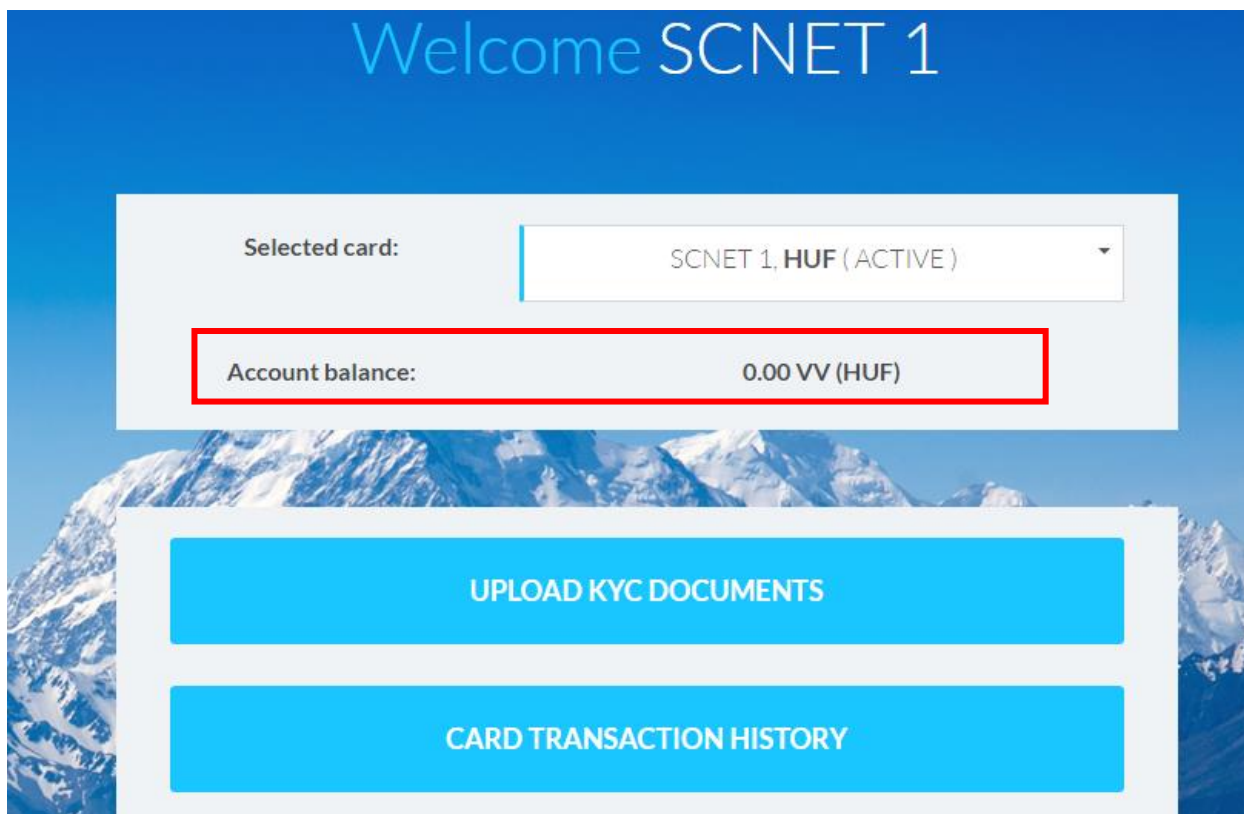 Welcome SCNET 1
Selected card: SCNET 1, HUF ( ACTIVE )
Account balance: 0.00 VV (HUF)
UPLOAD KYC DOCUMENTS
CARD TRANSACTION HISTORY